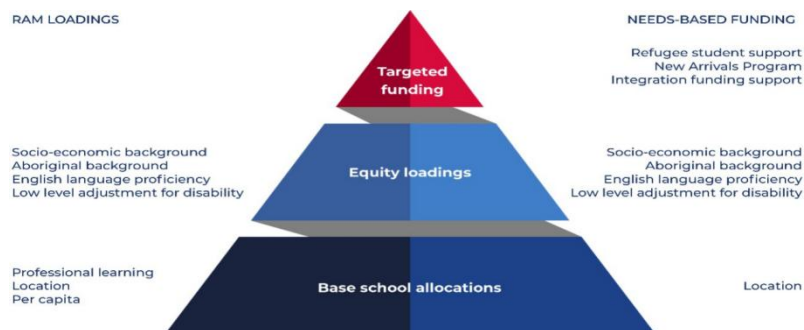 RAM LOADINGS
NEEDS-BASED FUNDING
Refugee student support
New Arrivals Program
Integration funding support
Targeted
funding
Socio-economic background
Aboriginal background
English language proficiency
Low level adjustment for disability
Equity loadings
Socio-economic background
Aboriginal background
English language proficiency
Low level adjustment for disability
Professional learning
Location
Per capita
Base school allocations
Location